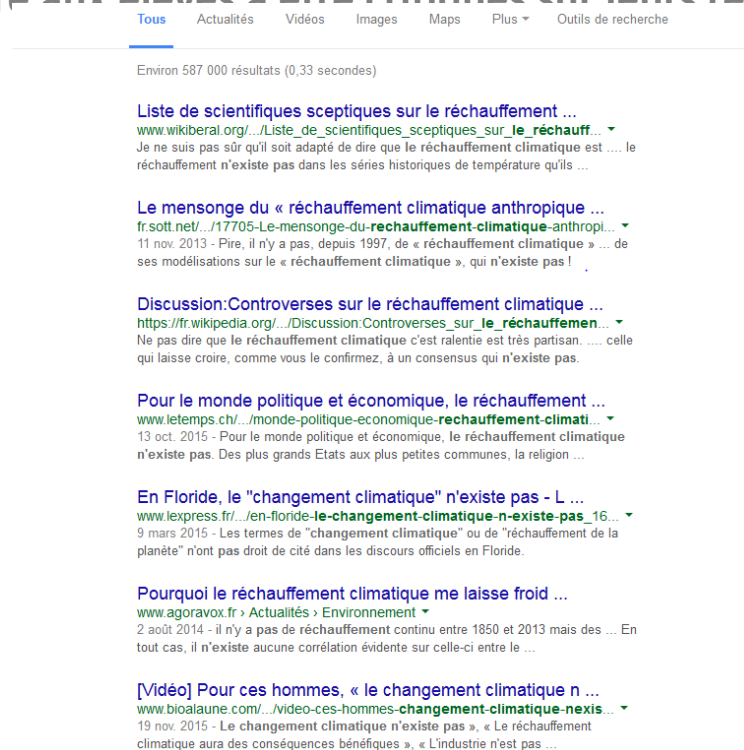 Tous Actualités Vidéos Images Maps Plus Outils de recherche
Environ 587 000 résultats (0,33 secondes)
Liste de scientifiques sceptiques sur le réchauffement ...
www.wikiberal.org/.../Liste_de_scientifiques_sceptiques_sur_le_réchauff...
Je ne suis pas sûr qu'il soit adapté de dire que le réchauffement climatique est .... le
réchauffement n'existe pas dans les séries historiques de température qu'ils ...
Le mensonge du « réchauffement climatique anthropique ...
fr.sott.net/.../17705-Le-mensonge-du-rechauffement-climatique-anthropi...
11 nov. 2013 - Pire, il n'y a pas, depuis 1997, de « réchauffement climatique » ... de
ses modélisations sur le « réchauffement climatique », qui n'existe pas !
Discussion:Controverses sur le réchauffement climatique ...
https://fr.wikipedia.org/.../Discussion:Controverses_sur_le_réchauffemen...
Ne pas dire que le réchauffement climatique c'est ralentie est très partisan. .... celle
qui laisse croire, comme vous le confirmez, à un consensus qui n'existe pas.
Pour le monde politique et économique, le réchauffement ...
www.letemps.ch/.../monde-politique-economique-rechauffement-climati...
13 oct. 2015 - Pour le monde politique et économique, le réchauffement climatique
n'existe pas. Des plus grands Etats aux plus petites communes, la religion ...
En Floride, le "changement climatique" n'existe pas - L ...
www.lexpress.fr/.../en-floride-le-changement-climatique-n-existe-pas_16...
9 mars 2015 - Les termes de "changement climatique" ou de "réchauffement de la
planète" n'ont pas droit de cité dans les discours officiels en Floride.
Pourquoi le réchauffement climatique me laisse froid ...
www.agoravox.fr › Actualités › Environnement
2 août 2014 - il n'y a pas de réchauffement continu entre 1850 et 2013 mais des ... En
tout cas, il n'existe aucune corrélation évidente sur celle-ci entre le ...
[Vidéo] Pour ces hommes, « le changement climatique n ...
www.bioalaune.com/.../video-ces-hommes-changement-climatique-nexis...
19 nov. 2015 - Le changement climatique n'existe pas », « Le réchauffement
climatique aura des conséquences bénéfiques », « L'industrie n'est pas ...